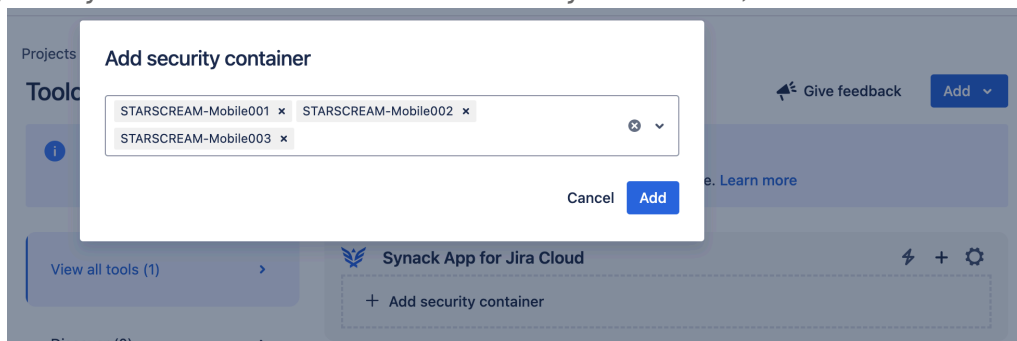 Projects
Add security container
Toolc
STARSCREAM-Mobile001 × STARSCREAM-Mobile002 ×
STARSCREAM-Mobile003 ×
Give feedback
Add
e. Learn more
Cancel Add
View all tools (1)
Synack App for Jira Cloud
+ Add security container